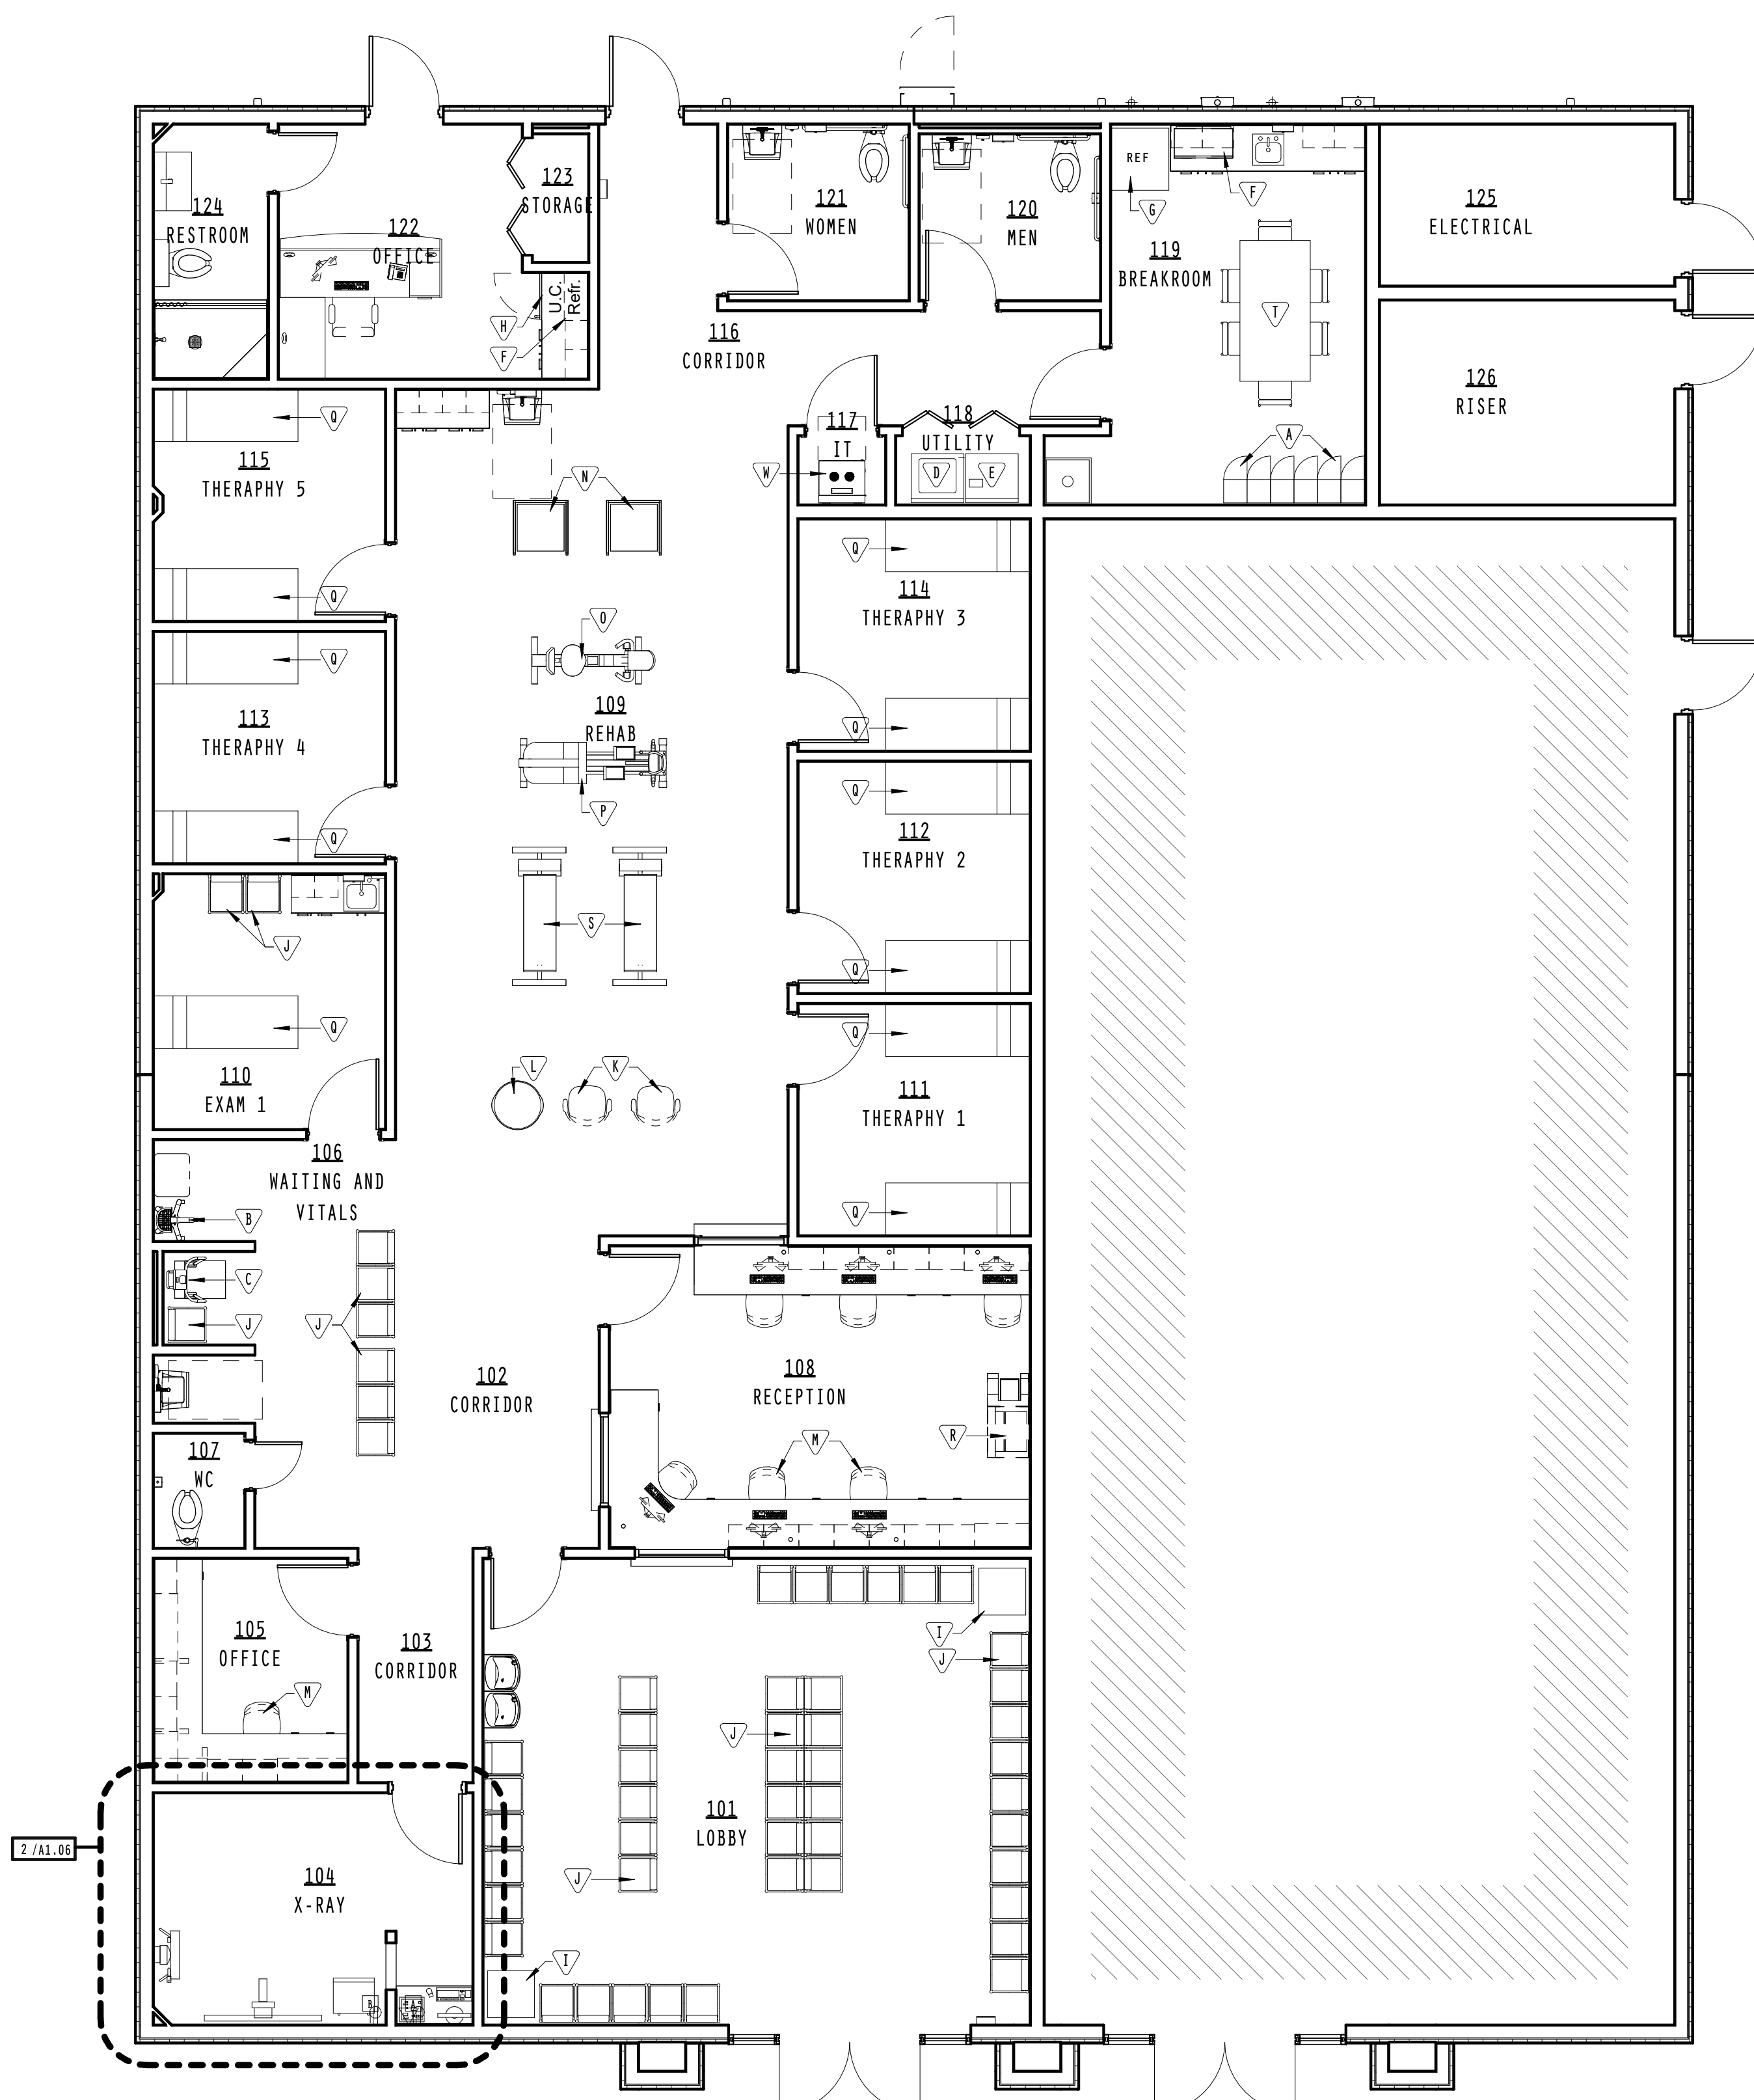 123
STORAGE
REF
124
RESTROOM
122
OFFICE
121
WOMEN
120
MEN
F
G
125
ELECTRICAL
119
BREAKROOM
U.C.
Refr.
H
F
T
116
CORRIDOR
126
RISER
Q
115
THERAPHY 5
117
IT
118
UTILITY
A
W
D
E
N
Q
Q
114
THERAPHY 3
O
Q
113
THERAPHY 4
109
REHAB
Q
P
Q
Q
112
THERAPHY 2
S
J
Q
Q
Q
110
EXAM 1
L
K
111
THERAPHY 1
106
WAITING AND
VITALS
B
Q
C
J
J
102
CORRIDOR
108
RECEPTION
107
WC
M
R
105
OFFICE
103
CORRIDOR
I
J
M
J
101
LOBBY
2 /A1.06
104
X-RAY
J
I